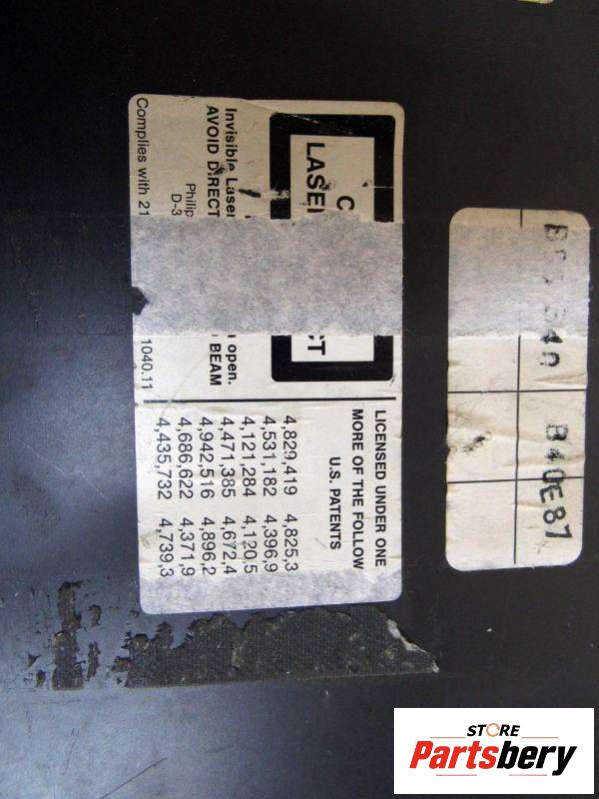 C
LASE
CT
Invisible Laser
open.
AVOID DIRECT
BEAM
Philip
D-3
Complies with 21
1040.11
LICENSED UNDER ONE
MORE OF THE FOLLOW
U.S. PATENTS
4,829,419 4,825,3
4,531,182 4,396,9
4,121,284 4,120,5
4,471,385 4,672,4
4,942,516 4,896,2
4,686,622 4,371,9
4,435,732 4,739,3
B40E87
STORE
Partsbery